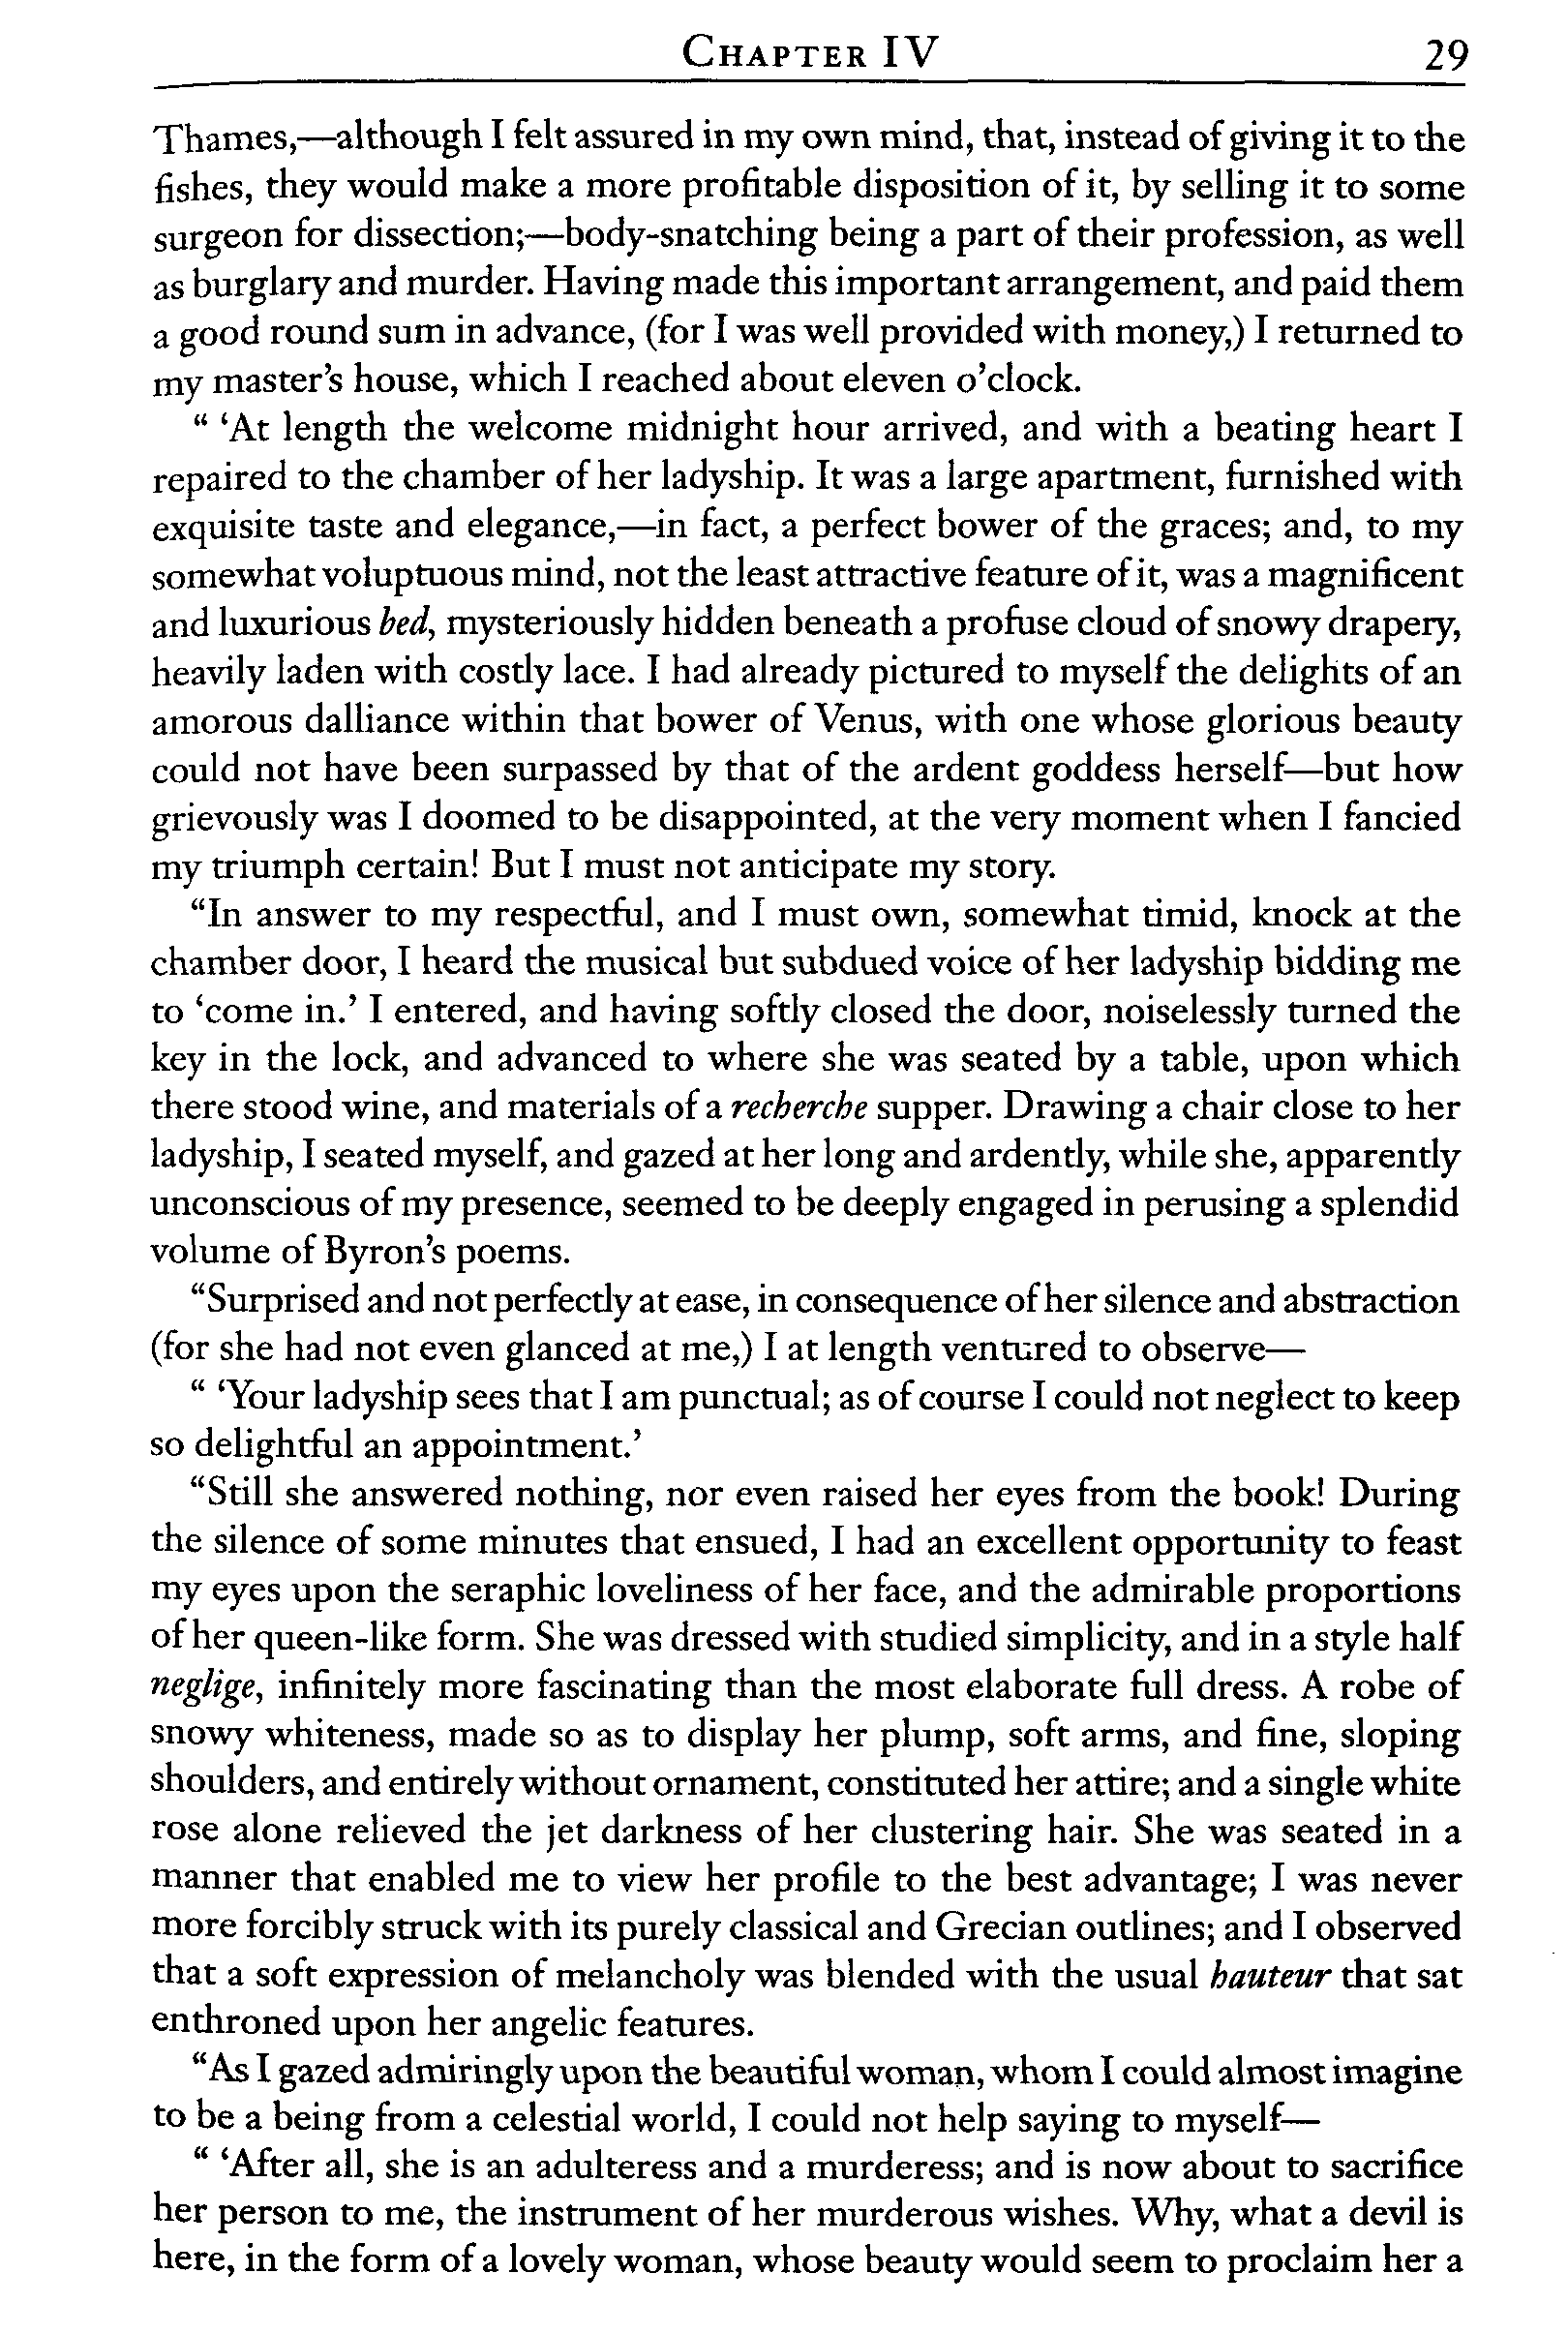 CHAPTER IV 29
Thames,—although I felt assured in my own mind, that, instead of giving it to the
fishes, they would make a more profitable disposition of it, by selling it to some
surgeon for dissection;—body-snatching being a part of their profession, as well
as burglary and murder. Having made this important arrangement, and paid them
a good round sum in advance, (for I was well provided with money,) I returned to
my master’s house, which I reached about eleven o’clock.
“ ‘At length the welcome midnight hour arrived, and with a beating heart I
repaired to the chamber of her ladyship. It was a large apartment, furnished with
exquisite taste and elegance,—in fact, a perfect bower of the graces; and, to my
somewhat voluptuous mind, not the least attractive feature of it, was a magnificent
and luxurious bed, mysteriously hidden beneath a profuse cloud of snowy drapery,
heavily laden with costly lace. I had already pictured to myself the delights of an
amorous dalliance within that bower of Venus, with one whose glorious beauty
could not have been surpassed by that of the ardent goddess herself—but how
grievously was I doomed to be disappointed, at the very moment when I fancied
my triumph certain! But I must not anticipate my story.
“In answer to my respectful, and I must own, somewhat timid, knock at the
chamber door, I heard the musical but subdued voice of her ladyship bidding me
to ‘come in.’ I entered, and having softly closed the door, noiselessly turned the
key in the lock, and advanced to where she was seated by a table, upon which
there stood wine, and materials of a recherche supper. Drawing a chair close to her
ladyship, I seated myself, and gazed at her long and ardently, while she, apparently
unconscious of my presence, seemed to be deeply engaged in perusing a splendid
volume of Byron’s poems.
“Surprised and not perfectly at ease, in consequence of her silence and abstraction
(for she had not even glanced at me,) I at length ventured to observe—
“ ‘Your ladyship sees that I am punctual; as of course I could not neglect to keep
so delightful an appointment.’
“Still she answered nothing, nor even raised her eyes from the book! During
the silence of some minutes that ensued, I had an excellent opportunity to feast
my eyes upon the seraphic loveliness of her face, and the admirable proportions
of her queen-like form. She was dressed with studied simplicity, and in a style half
neglige, infinitely more fascinating than the most elaborate full dress. A robe of
snowy whiteness, made so as to display her plump, soft arms, and fine, sloping
shoulders, and entirely without ornament, constituted her attire; and a single white
rose alone relieved the jet darkness of her clustering hair. She was seated in a
manner that enabled me to view her profile to the best advantage; I was never
more forcibly struck with its purely classical and Grecian outlines; and I observed
that a soft expression of melancholy was blended with the usual hauteur that sat
enthroned upon her angelic features.
“As I gazed admiringly upon the beautiful woman, whom I could almost imagine
to be a being from a celestial world, I could not help saying to myself—
“ ‘After all, she is an adulteress and a murderess; and is now about to sacrifice
her person to me, the instrument of her murderous wishes. Why, what a devil is
here, in the form of a lovely woman, whose beauty would seem to proclaim her a